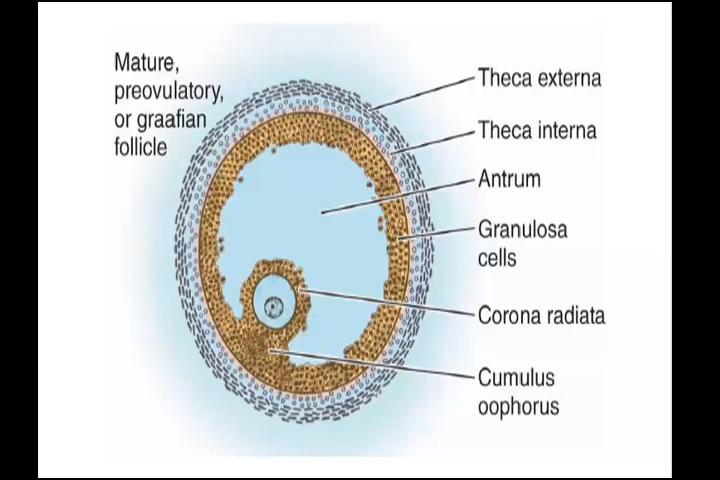 Mature,
preovulatory,
or graafian
follicle
Theca externa
Theca interna
Antrum
Granulosa
cells
Corona radiata
Cumulus
oophorus